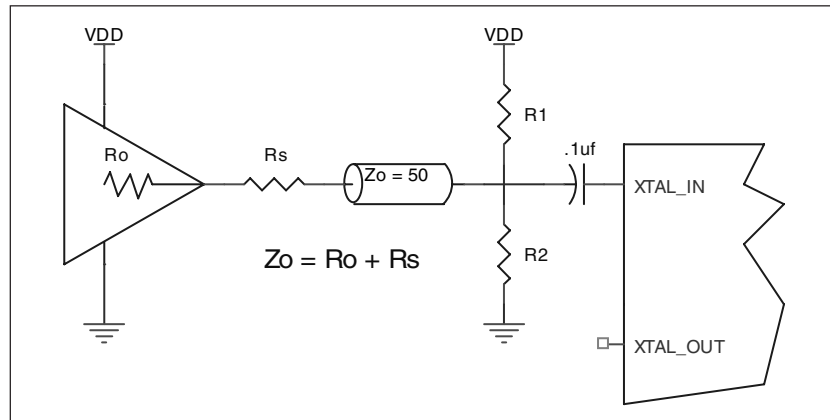 VDD
VDD
R1
Ro
Rs
.1uf
Zo = 50
XTAL_IN
Zo = Ro + Rs
R2
XTAL_OUT